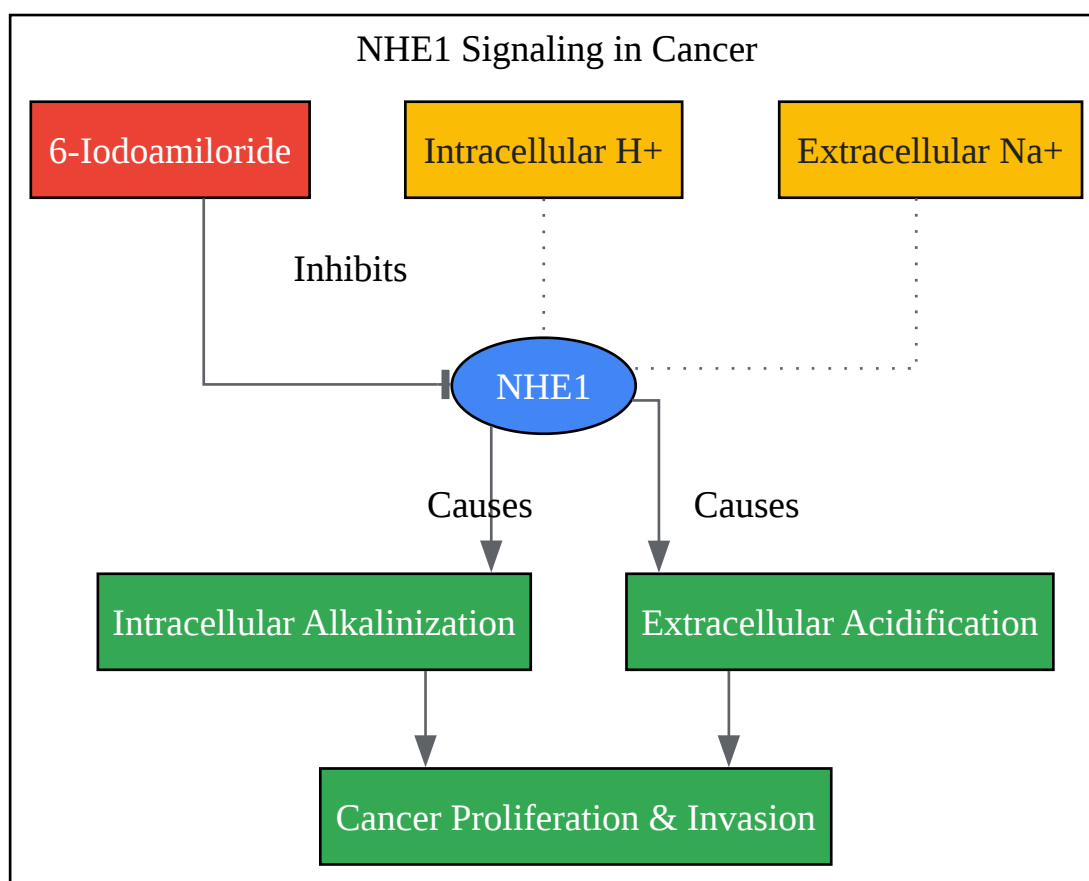 NHE1 Signaling in Cancer
6-Iodoamiloride
Intracellular H+
Extracellular Na+
Inhibits
NHE1
Causes
Causes
Intracellular Alkalinization
Extracellular Acidification
Cancer Proliferation & Invasion